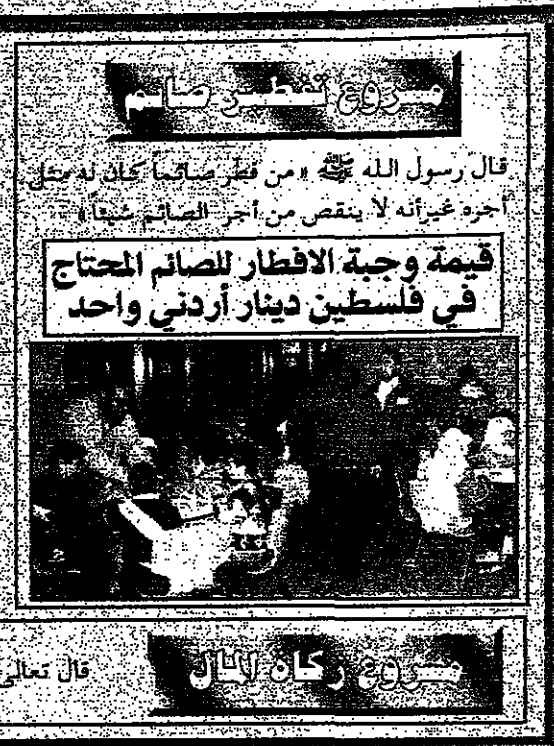 مشروع تفطير صائم
قال رسول الله ﷺ «من فطر صائماً كان له مثل
أجره غير أنه لا ينقص من أجر الصائم شيئاً»
قيمة وجبة الافطار للصائم المحتاج
في فلسطين دينار أردني واحد
مشروع زكاة المال
قال تعالى